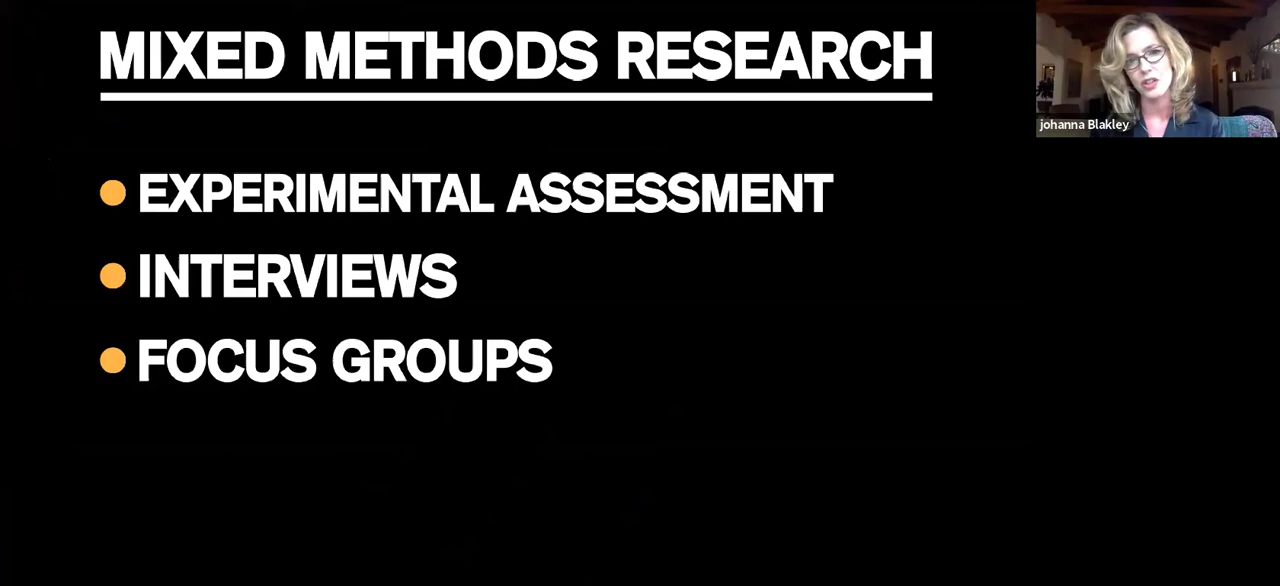 MIXED METHODS RESEARCH
johanna Blakley
EXPERIMENTAL ASSESSMENT
INTERVIEWS
FOCUS GROUPS